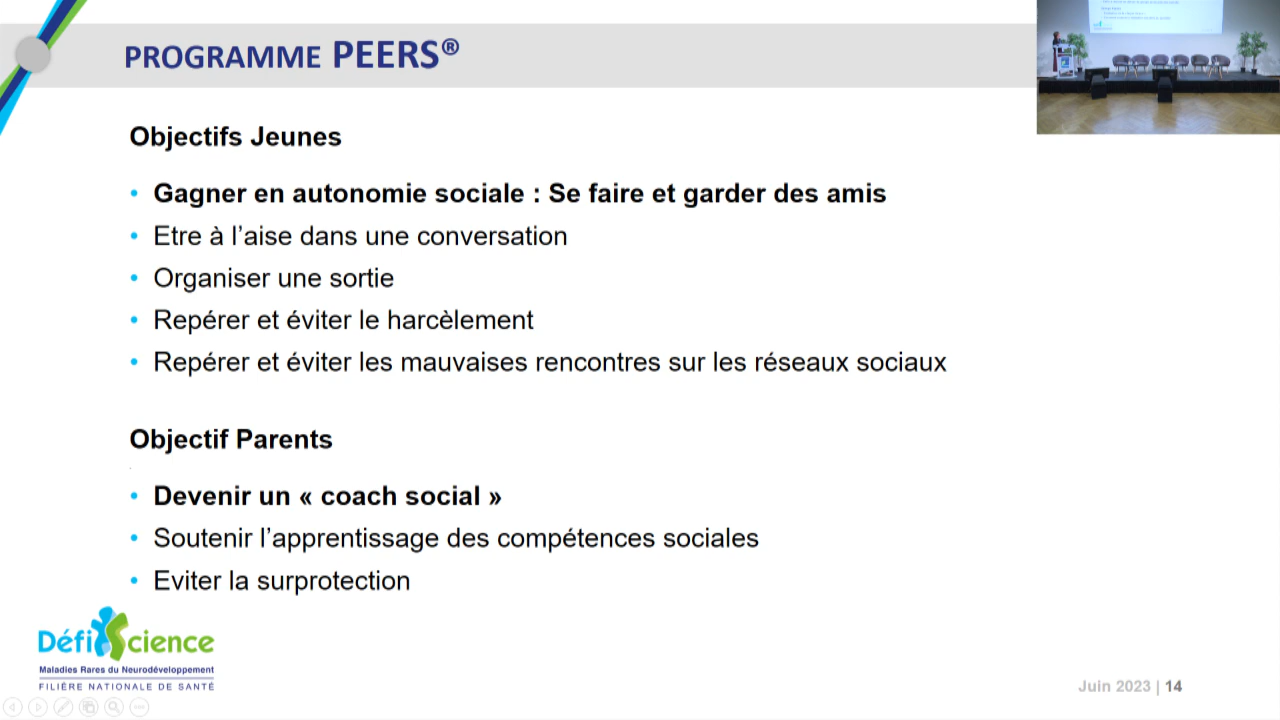 PROGRAMME PEERS®
Objectifs Jeunes
• Gagner en autonomie sociale : Se faire et garder des amis
• Etre à l’aise dans une conversation
• Organiser une sortie
• Repérer et éviter le harcèlement
• Repérer et éviter les mauvaises rencontres sur les réseaux sociaux
Objectif Parents
• Devenir un « coach social »
• Soutenir l’apprentissage des compétences sociales
• Eviter la surprotection
DéfiScience
Maladies Rares du Neurodéveloppement
FILIÈRE NATIONALE DE SANTÉ
Juin 2023 | 14